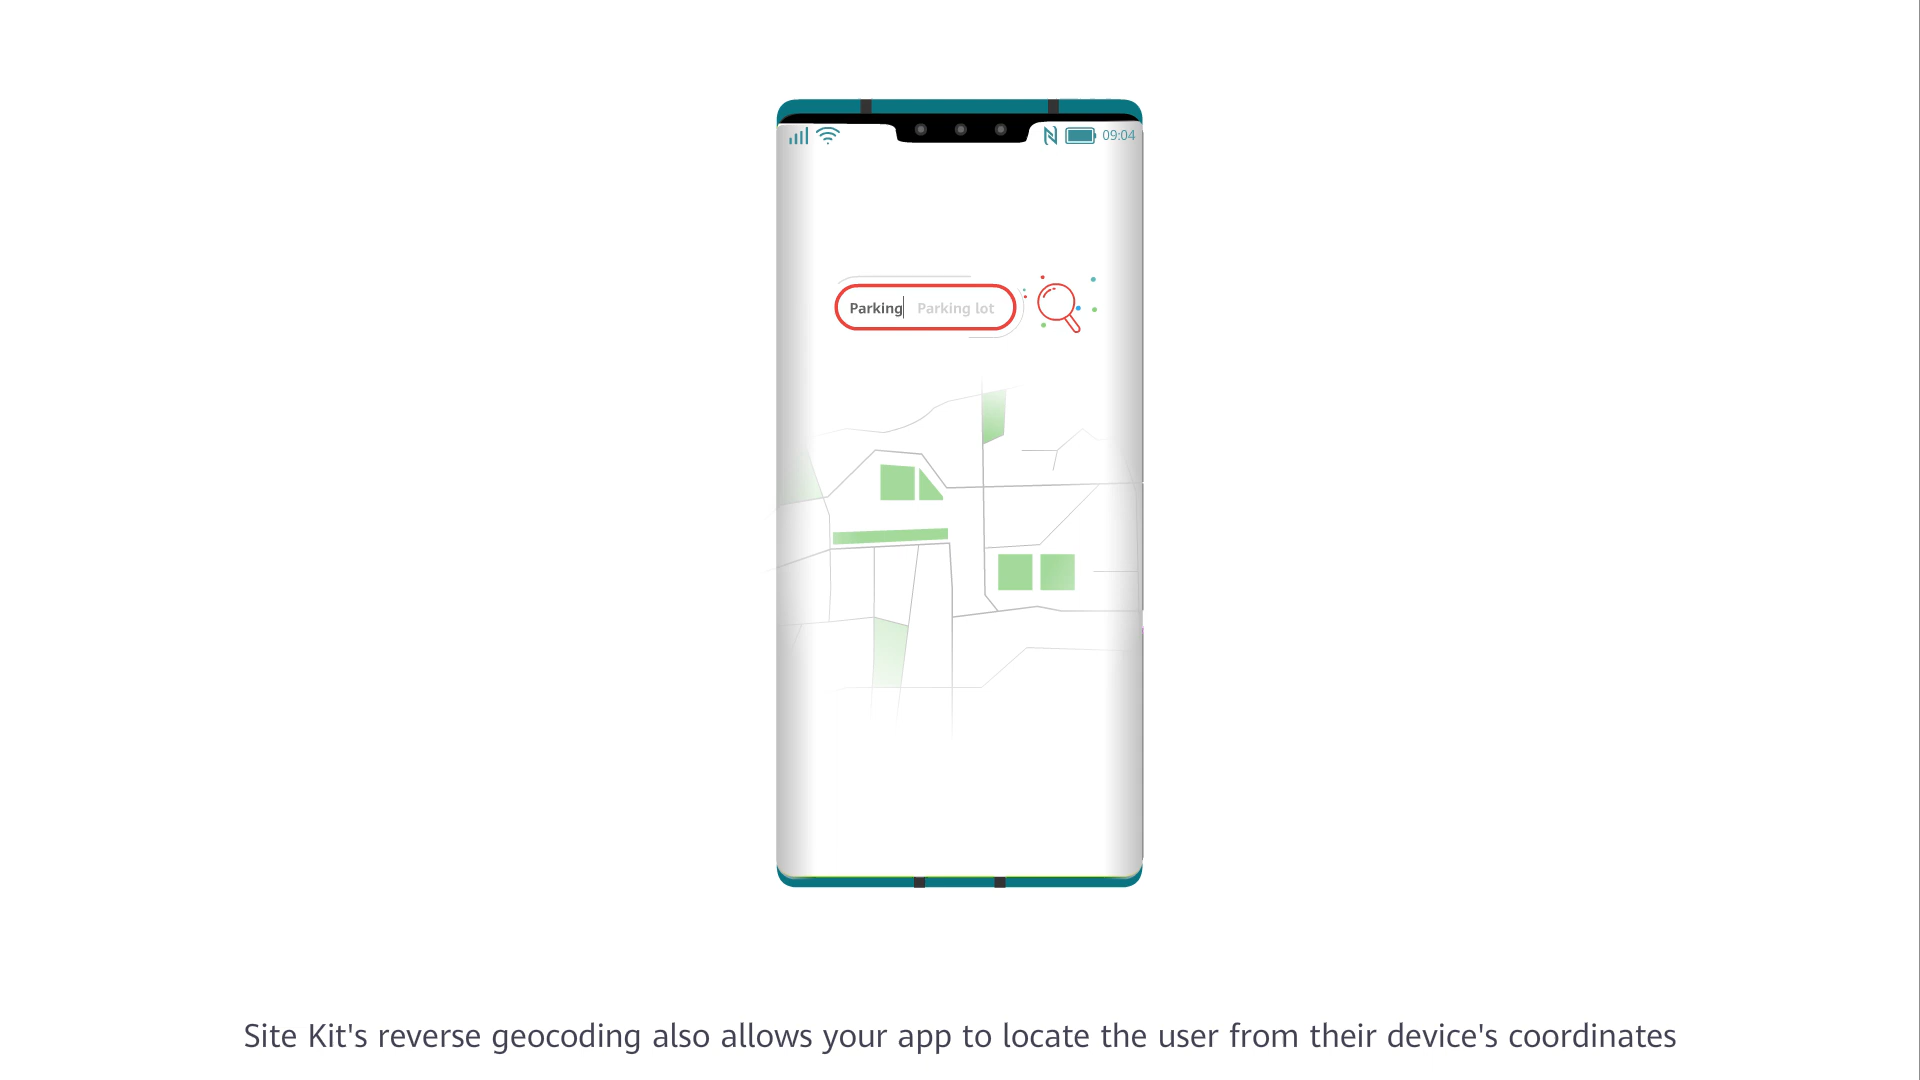 09:04
Parking Parking lot
Site Kit's reverse geocoding also allows your app to locate the user from their device's coordinates